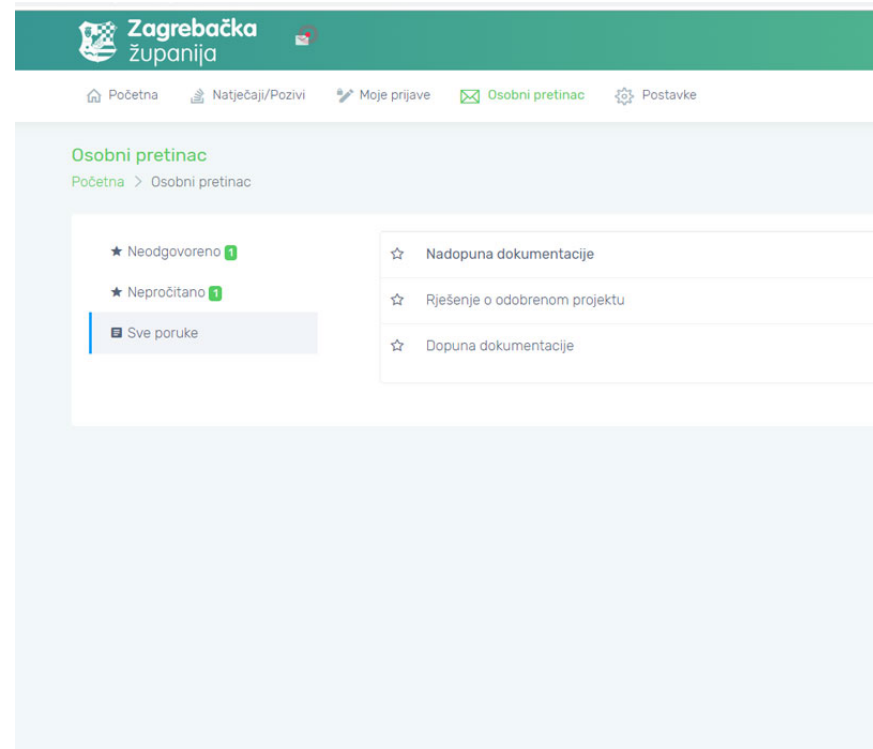 Zagrebačka
županija
Početna Natječaji/Pozivi Moje prijave Osobni pretinac Postavke
Osobni pretinac
Početna > Osobni pretinac
Neodgovoreno 1
Nepročitano 1
Sve poruke
Nadopuna dokumentacije
Rješenje o odobrenom projektu
Dopuna dokumentacije